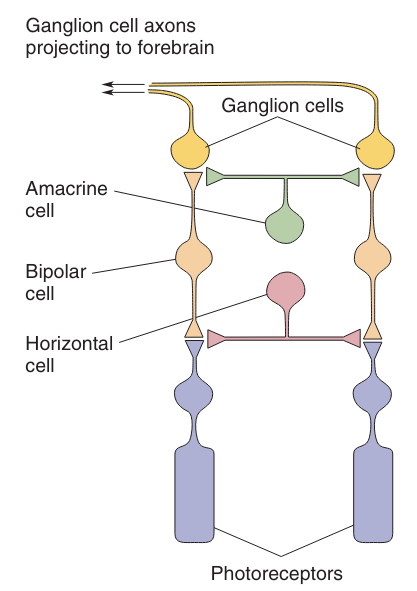 Ganglion cell axons
projecting to forebrain
Ganglion cells
Amacrine
cell
Bipolar
cell
Horizontal
cell
Photoreceptors